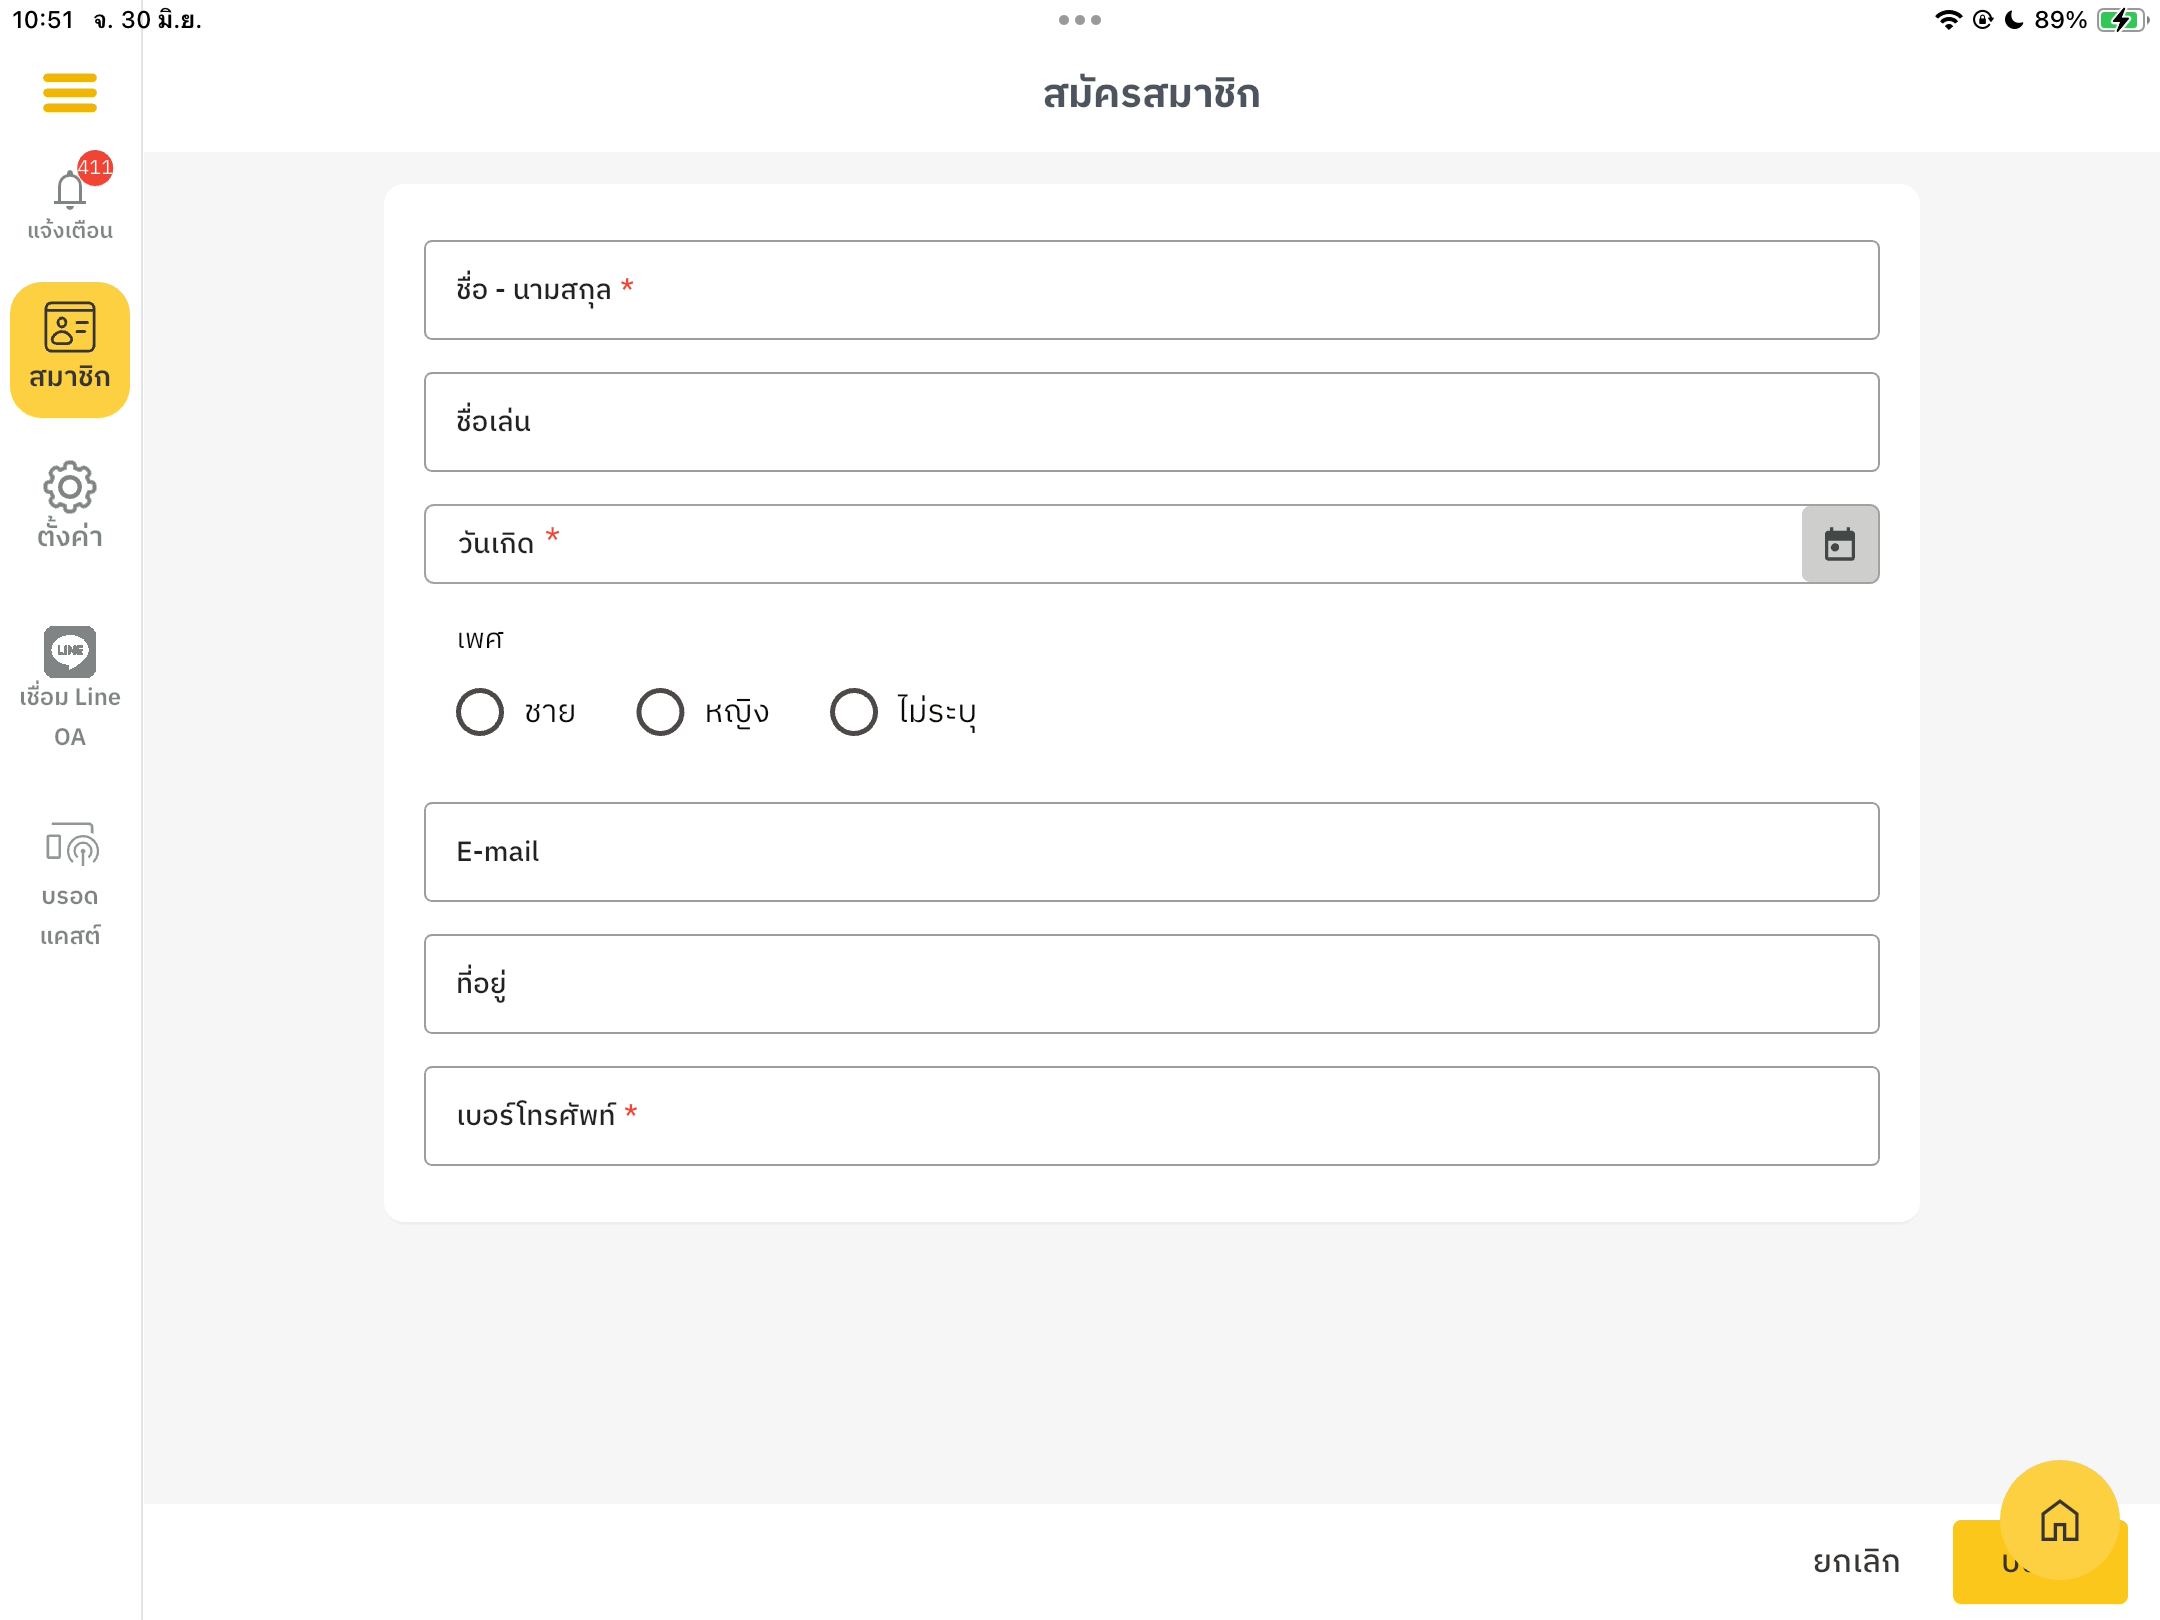 10:51 จ. 30 มิ.ย.
89%
สมัครสมาชิก
411
แจ้งเตือน
สมาชิก
ตั้งค่า
LINE
เชื่อม Line
OA
บรอด
แคสต์
ชื่อ - นามสกุล *
ชื่อเล่น
วันเกิด *
เพศ
ชาย
หญิง
ไม่ระบุ
E-mail
ที่อยู่
เบอร์โทรศัพท์ *
ยกเลิก